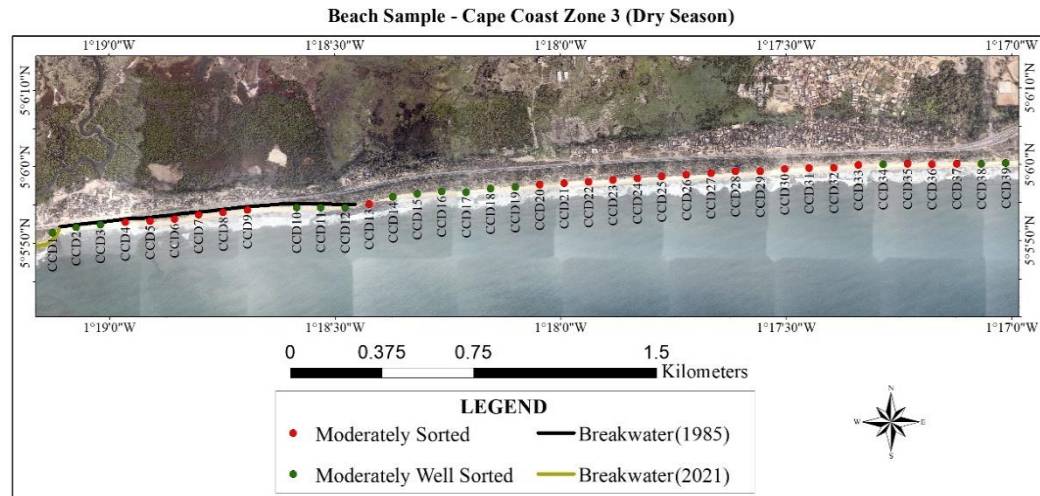 Beach Sample - Cape Coast Zone 3 (Dry Season)
1°19'0"W 1°18'30"W 1°18'0"W 1°17'30"W 1°17'0"W
5°6'10"N 5°6'10"N
5°6'0"N 5°6'0"N
5°5'50"N 5°5'50"N
CCD1 CCD2 CCD3 CCD4 CCD5 CCD6 CCD7 CCD8 CCD9 CCD10 CCD11 CCD12 CCD13 CCD14 CCD15 CCD16 CCD17 CCD18 CCD19 CCD20 CCD21 CCD22 CCD23 CCD24 CCD25 CCD26 CCD27 CCD28 CCD29 CCD30 CCD31 CCD32 CCD33 CCD34 CCD35 CCD36 CCD37 CCD38 CCD39
1°19'0"W 1°18'30"W 1°18'0"W 1°17'30"W 1°17'0"W
0 0.375 0.75 1.5
Kilometers
N
W E
S
LEGEND
Moderately Sorted Breakwater(1985)
Moderately Well Sorted Breakwater(2021)